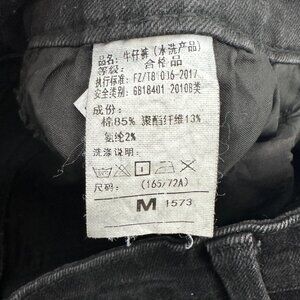 品名: 牛仔裤 (水洗产品)
等级: 合格品
执行标准: FZ/T81016-2017
安全类别: GB18401-2010B类
成份:
棉85% 聚酯纤维13%
氨纶2%
洗涤说明:
尺码: (165/72A)
M 1573